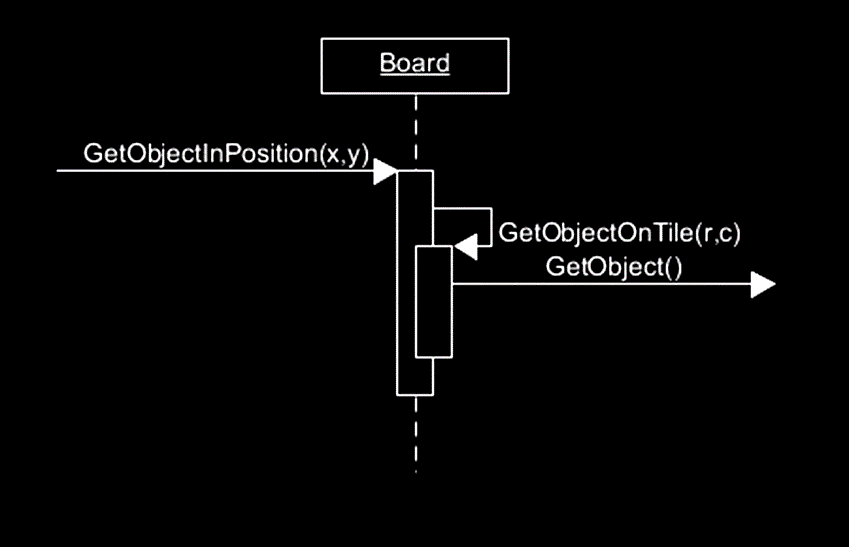 Board
GetObjectInPosition(x,y)
GetObjectOnTile(r,c)
GetObject()